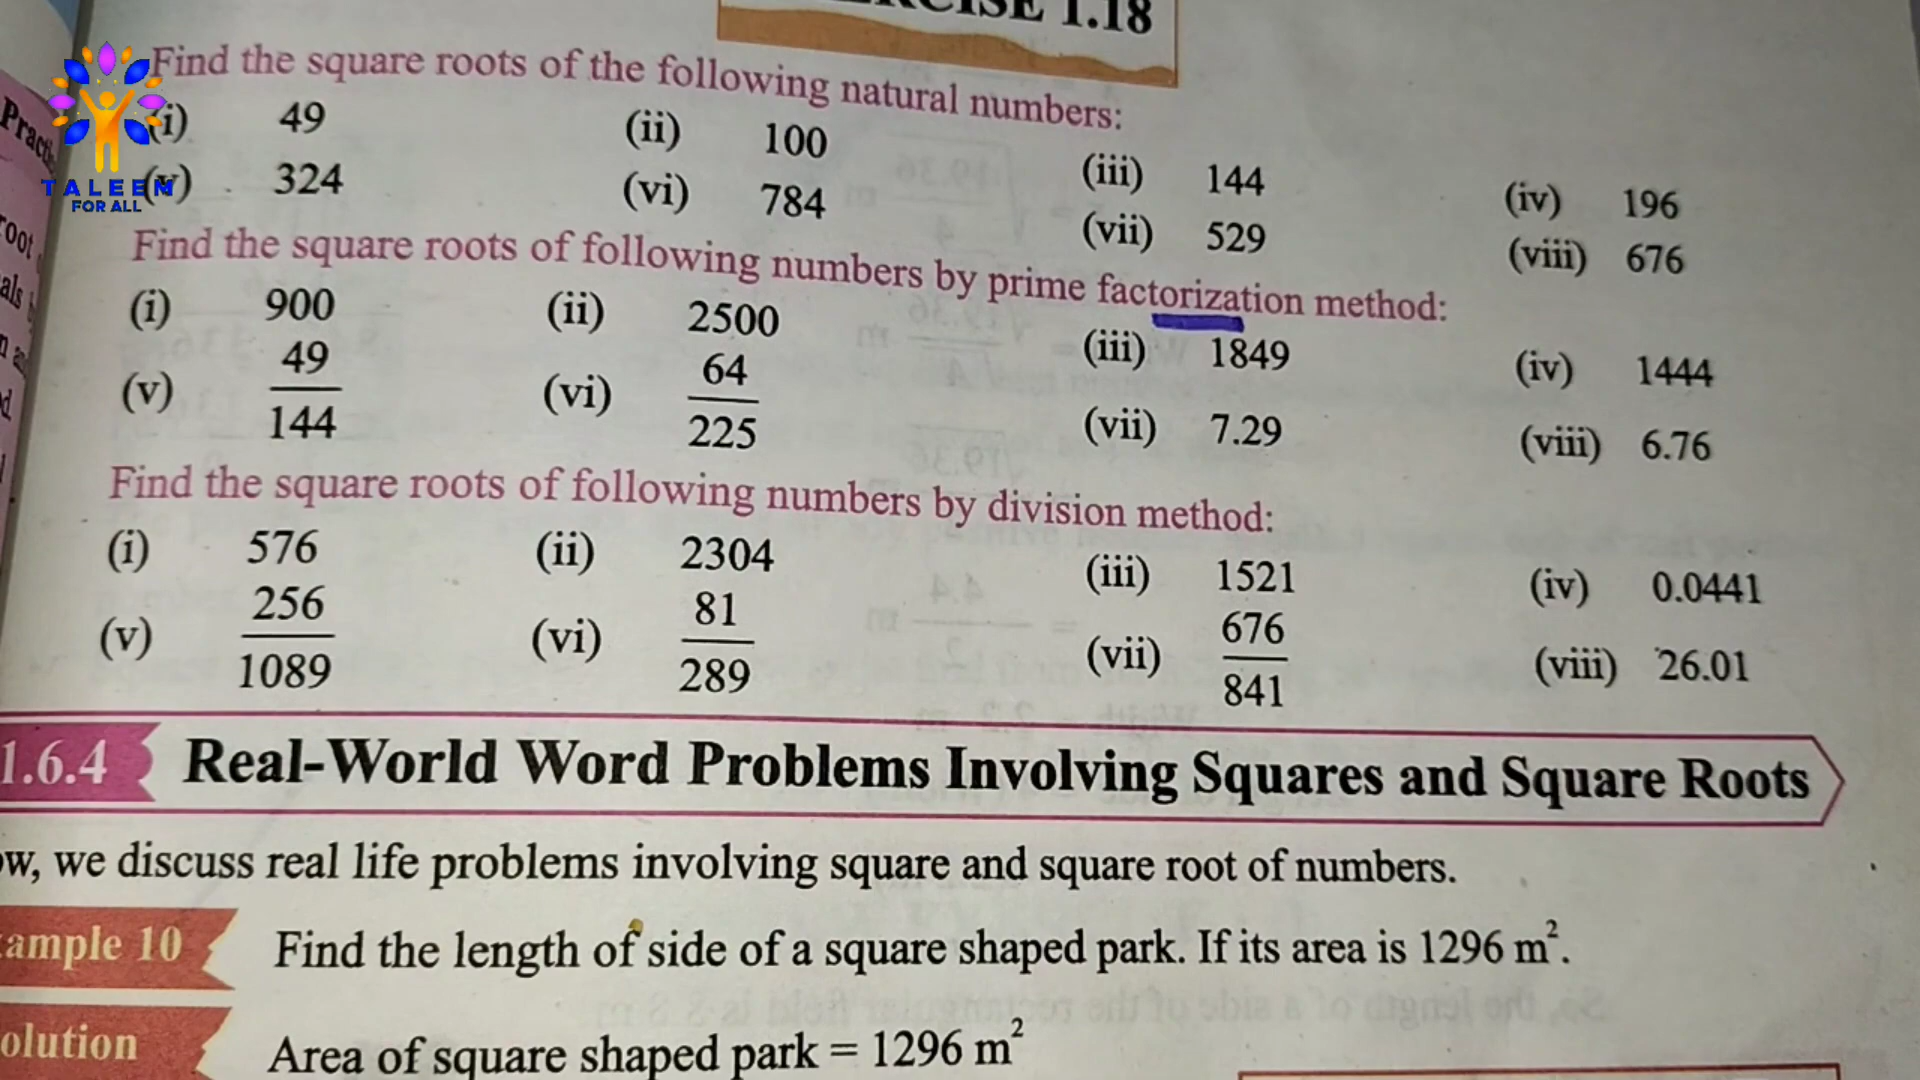 EXERCISE 1.18
Find the square roots of the following natural numbers:
(i) 49 (ii) 100 (iii) 144 (iv) 196
(v) 324 (vi) 784 (vii) 529 (viii) 676
Find the square roots of following numbers by prime factorization method:
(i) 900 (ii) 2500 (iii) 1849 (iv) 1444
(v) 49/144 (vi) 64/225 (vii) 7.29 (viii) 6.76
Find the square roots of following numbers by division method:
(i) 576 (ii) 2304 (iii) 1521 (iv) 0.0441
(v) 256/1089 (vi) 81/289 (vii) 676/841 (viii) 26.01
1.6.4 Real-World Word Problems Involving Squares and Square Roots
ow, we discuss real life problems involving square and square root of numbers.
ample 10 Find the length of side of a square shaped park. If its area is 1296 m².
olution Area of square shaped park = 1296 m²
TALEEM
FOR ALL
Pract
root
als